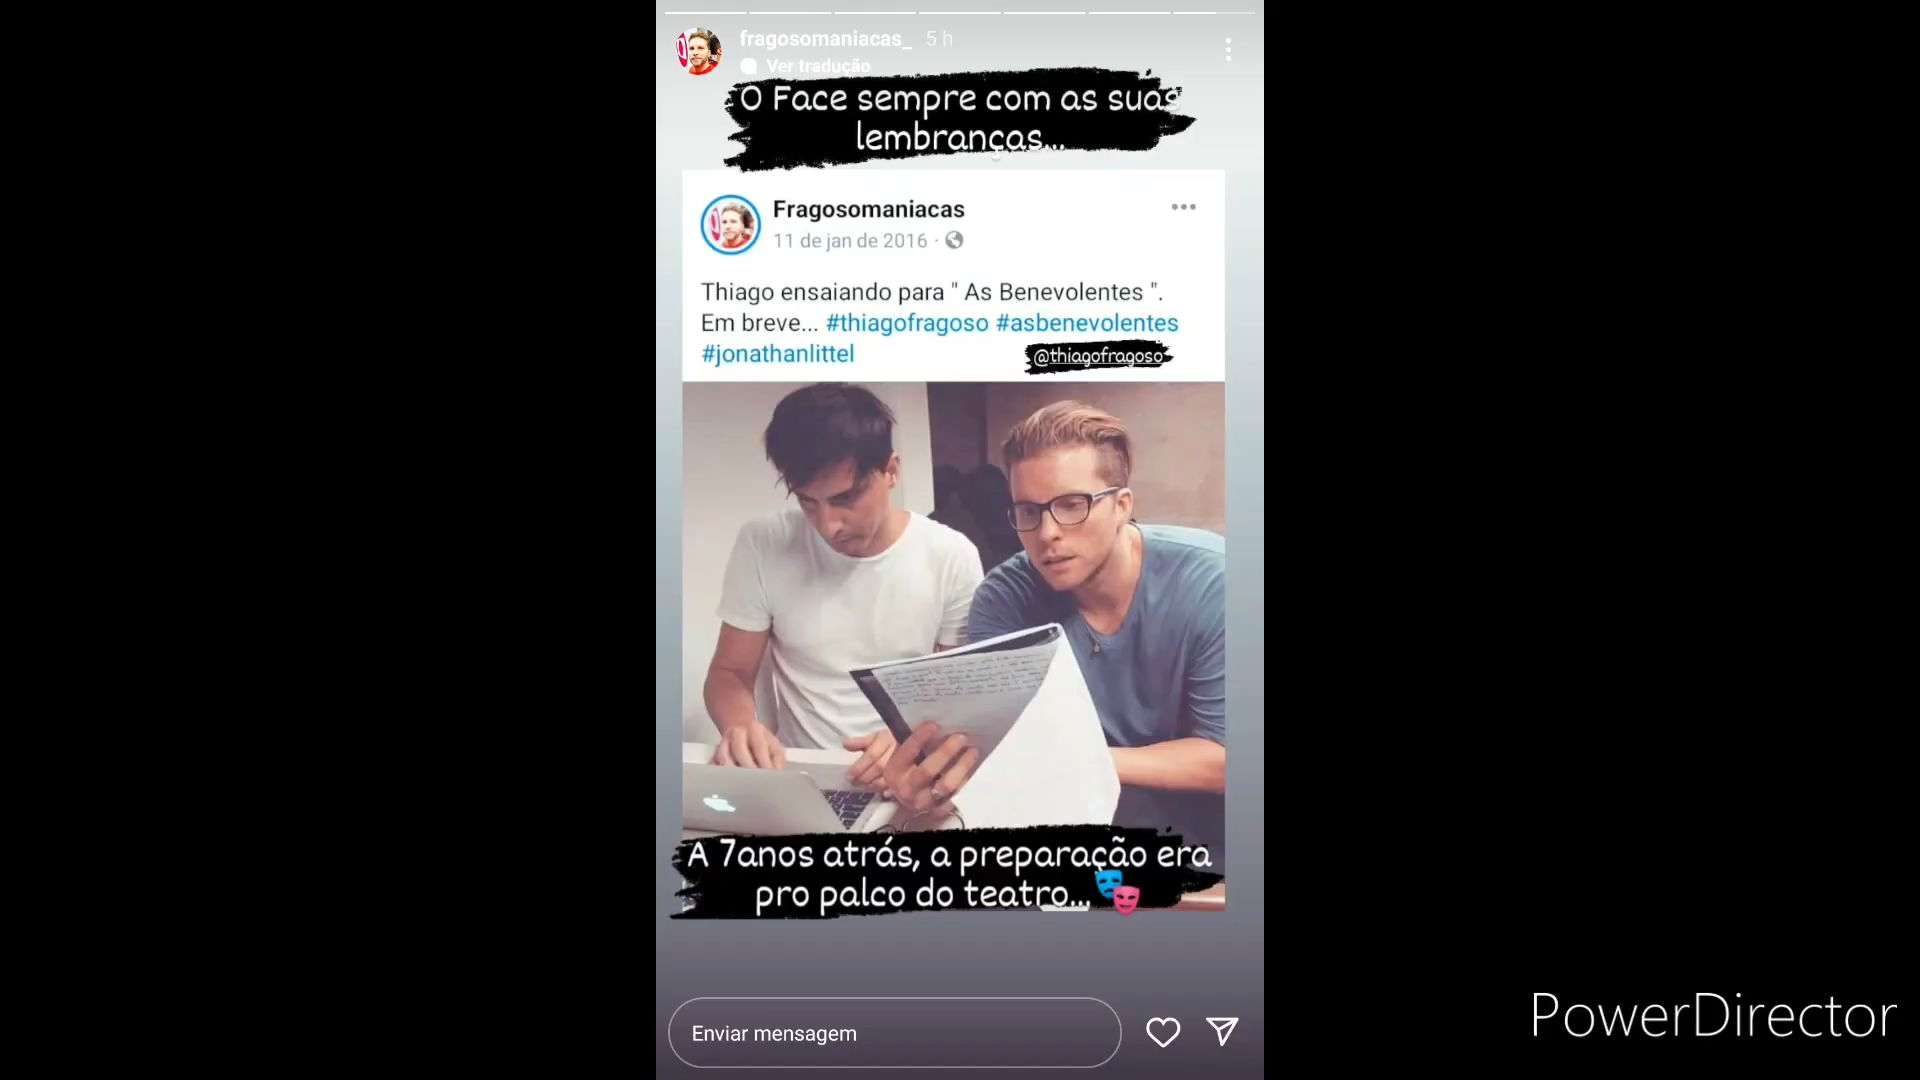 fragosomaniacas_ 5 h
Ver tradução
O Face sempre com as suas
lembranças...
Fragosomaniacas
11 de jan de 2016 ·
Thiago ensaiando para " As Benevolentes ".
Em breve... #thiagofragoso #asbenevolentes
#jonathanlittel
@thiagofragoso
A 7anos atrás, a preparação era
pro palco do teatro...
Enviar mensagem
PowerDirector